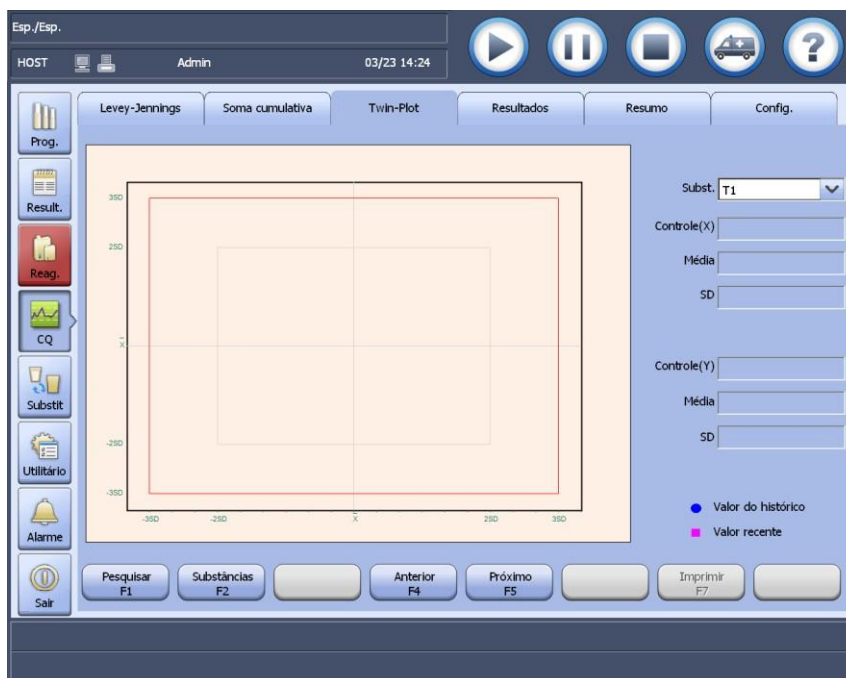 Esp./Esp.
HOST Admin 03/23 14:24
Levey-Jennings Soma cumulativa Twin-Plot Resultados Resumo Config.
Prog.
Result.
Reag.
CQ
Substit
Utilitário
Alarme
Sair
3SD
2SD
X̅
-2SD
-3SD
-3SD -2SD X̅ 2SD 3SD
Subst. T1
Controle(X)
Média
SD
Controle(Y)
Média
SD
Valor do histórico
Valor recente
Pesquisar
F1
Substâncias
F2
Anterior
F4
Próximo
F5
Imprimir
F7